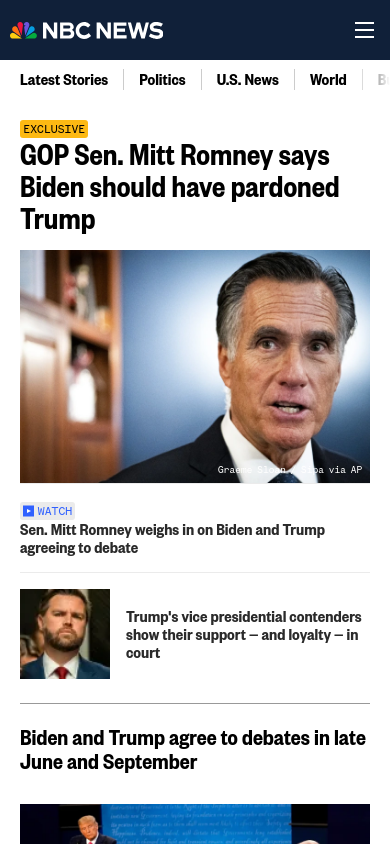 NBC NEWS
Latest Stories
Politics
U.S. News
World
EXCLUSIVE
GOP Sen. Mitt Romney says
Biden should have pardoned
Trump
Graeme Sloan / Sipa via AP
WATCH
Sen. Mitt Romney weighs in on Biden and Trump
agreeing to debate
Trump's vice presidential contenders
show their support — and loyalty — in
court
Biden and Trump agree to debates in late
June and September